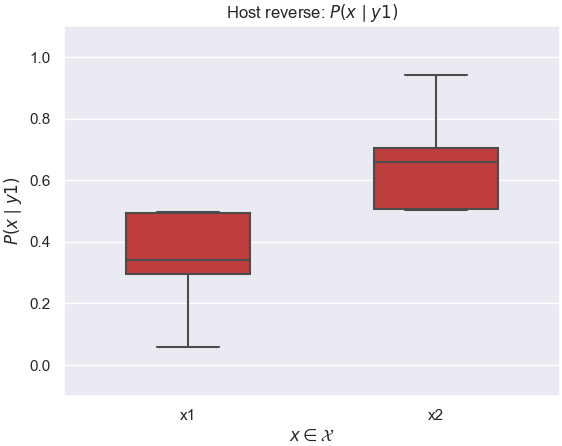 Host reverse: P(x | y1)
P(x | y1)
1.0
0.8
0.6
0.4
0.2
0.0
x1 x2
x ∈ 𝒳